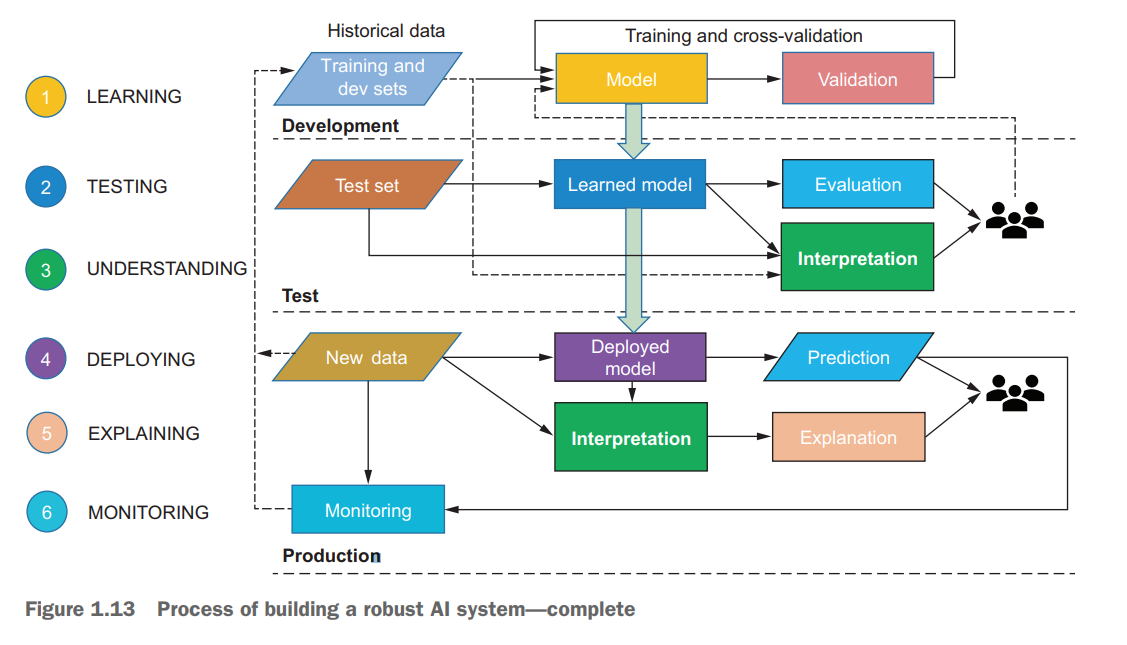 Historical data
Training and cross-validation
1 LEARNING
Training and
dev sets
Model
Validation
Development
2 TESTING
Test set
Learned model
Evaluation
3 UNDERSTANDING
Interpretation
Test
4 DEPLOYING
New data
Deployed
model
Prediction
5 EXPLAINING
Interpretation
Explanation
6 MONITORING
Monitoring
Production
Figure 1.13 Process of building a robust AI system—complete